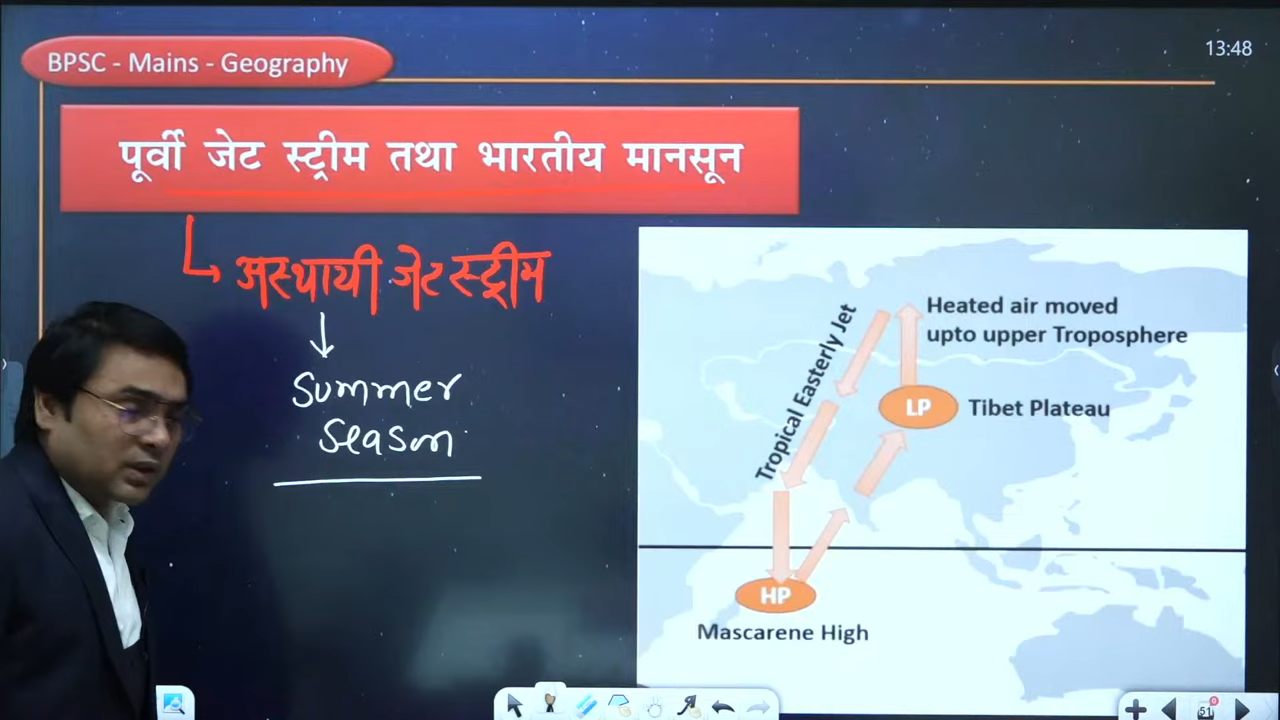 BPSC - Mains - Geography
13:48
पूर्वी जेट स्ट्रीम तथा भारतीय मानसून
अस्थायी जेट स्ट्रीम
Summer
Season
Tropical Easterly Jet
Heated air moved
upto upper Troposphere
LP
Tibet Plateau
HP
Mascarene High
51